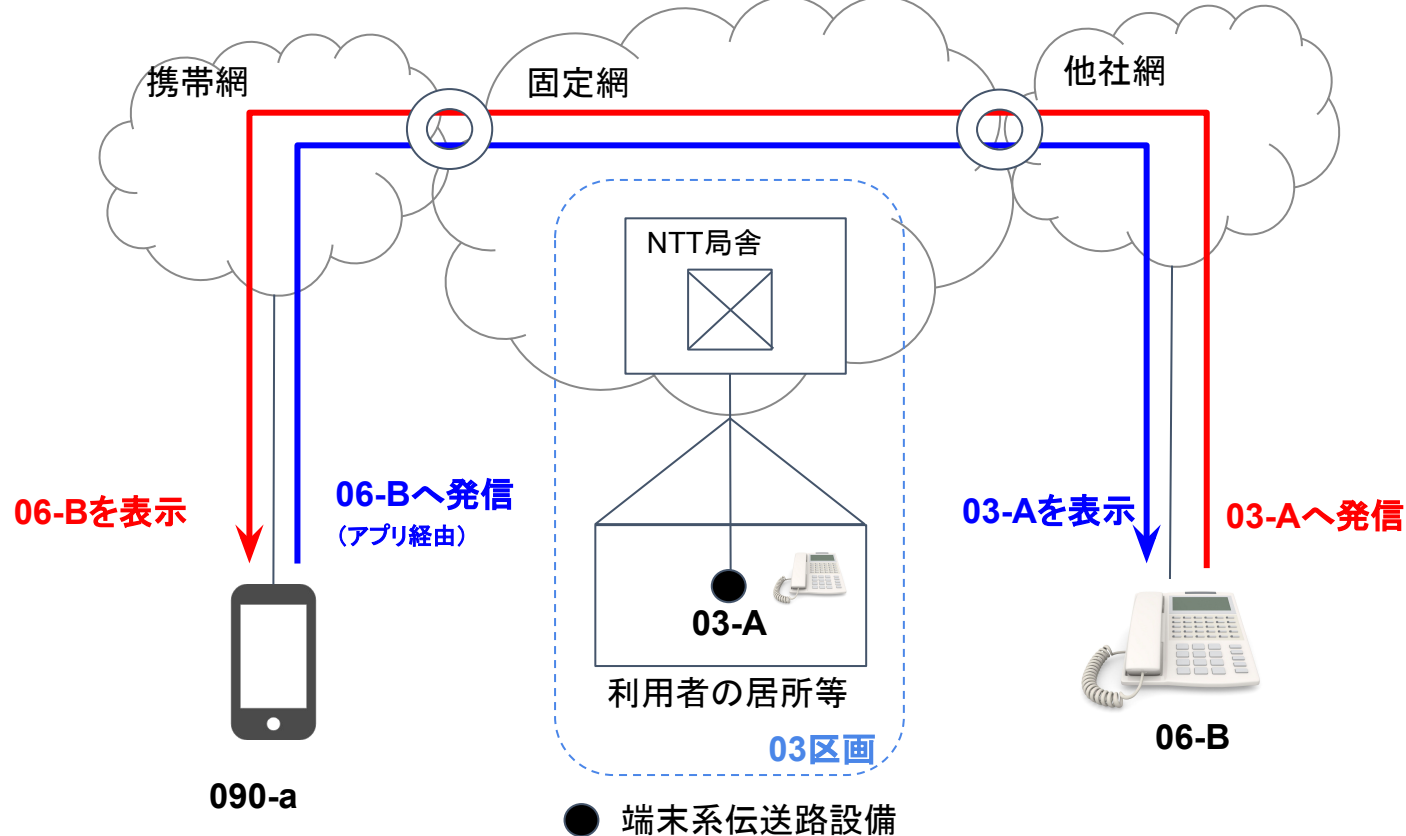 携帯網
固定網
他社網
NTT局舎
06-Bを表示
06-Bへ発信
（アプリ経由）
03-Aを表示
03-Aへ発信
03-A
利用者の居所等
03区画
090-a
06-B
端末系伝送路設備